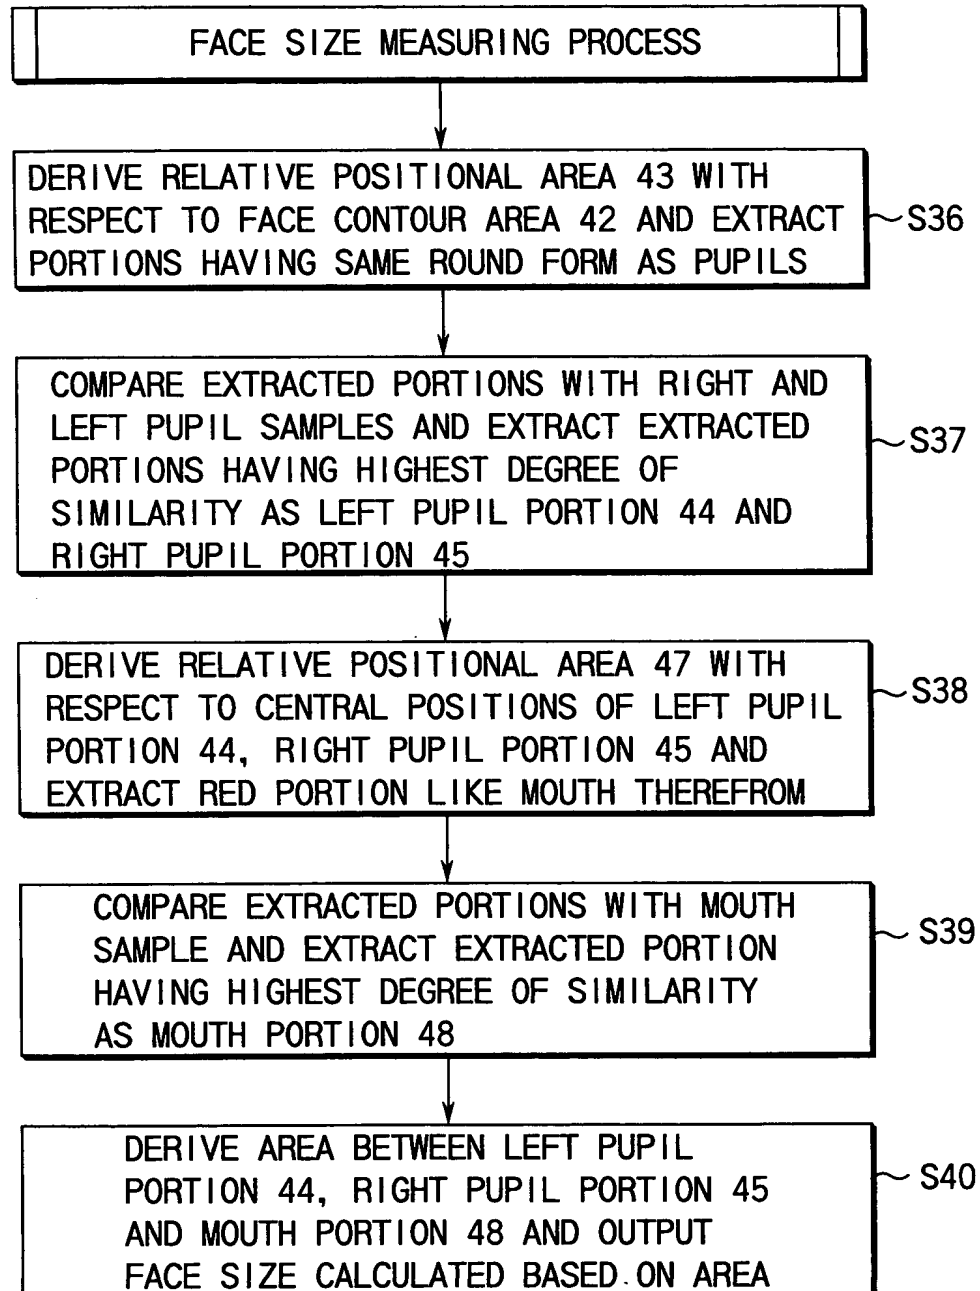 FACE SIZE MEASURING PROCESS
DERIVE RELATIVE POSITIONAL AREA 43 WITH
RESPECT TO FACE CONTOUR AREA 42 AND EXTRACT
PORTIONS HAVING SAME ROUND FORM AS PUPILS
S36
COMPARE EXTRACTED PORTIONS WITH RIGHT AND
LEFT PUPIL SAMPLES AND EXTRACT EXTRACTED
PORTIONS HAVING HIGHEST DEGREE OF
SIMILARITY AS LEFT PUPIL PORTION 44 AND
RIGHT PUPIL PORTION 45
S37
DERIVE RELATIVE POSITIONAL AREA 47 WITH
RESPECT TO CENTRAL POSITIONS OF LEFT PUPIL
PORTION 44, RIGHT PUPIL PORTION 45 AND
EXTRACT RED PORTION LIKE MOUTH THEREFROM
S38
COMPARE EXTRACTED PORTIONS WITH MOUTH
SAMPLE AND EXTRACT EXTRACTED PORTION
HAVING HIGHEST DEGREE OF SIMILARITY
AS MOUTH PORTION 48
S39
DERIVE AREA BETWEEN LEFT PUPIL
PORTION 44, RIGHT PUPIL PORTION 45
AND MOUTH PORTION 48 AND OUTPUT
FACE SIZE CALCULATED BASED ON AREA
S40